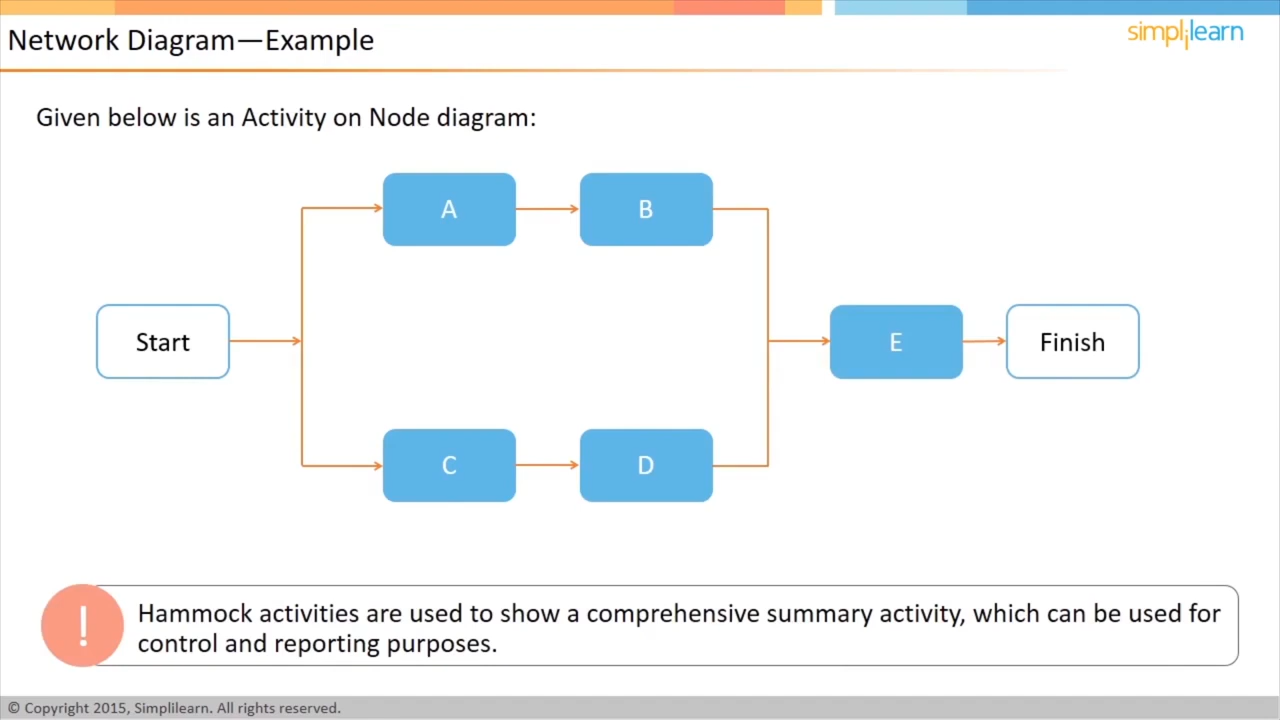 Network Diagram—Example
simplilearn
Given below is an Activity on Node diagram:
A
B
Start
E
Finish
C
D
!
Hammock activities are used to show a comprehensive summary activity, which can be used for
control and reporting purposes.
© Copyright 2015, Simplilearn. All rights reserved.